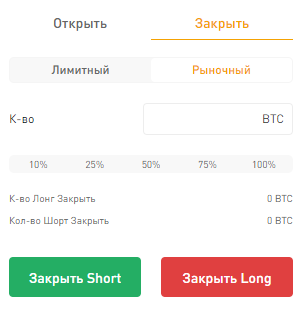 Открыть Закрыть
Лимитный Рыночный
К-во BTC
10% 25% 50% 75% 100%
К-во Лонг Закрыть 0 BTC
Кол-во Шорт Закрыть 0 BTC
Закрыть Short Закрыть Long